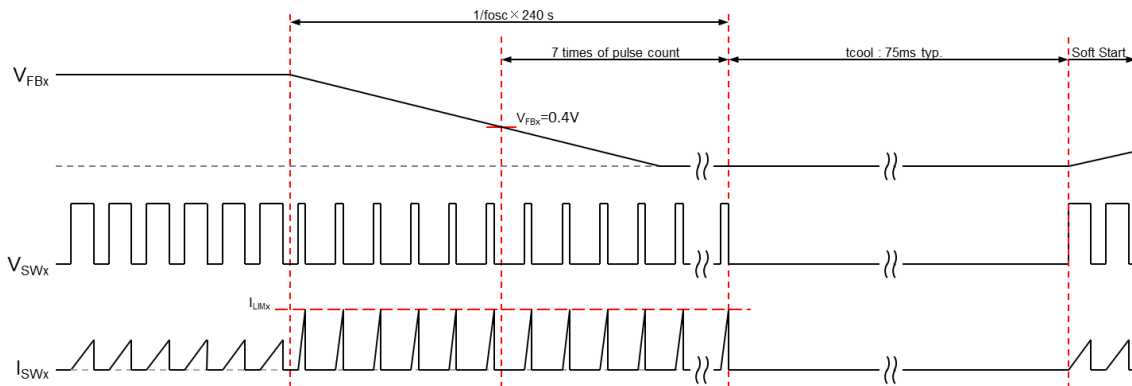 1/fosc×240 s
7 times of pulse count
tcool : 75ms typ.
Soft Start
VFBx
VFBx=0.4V
VSWx
ILIMx
ISWx